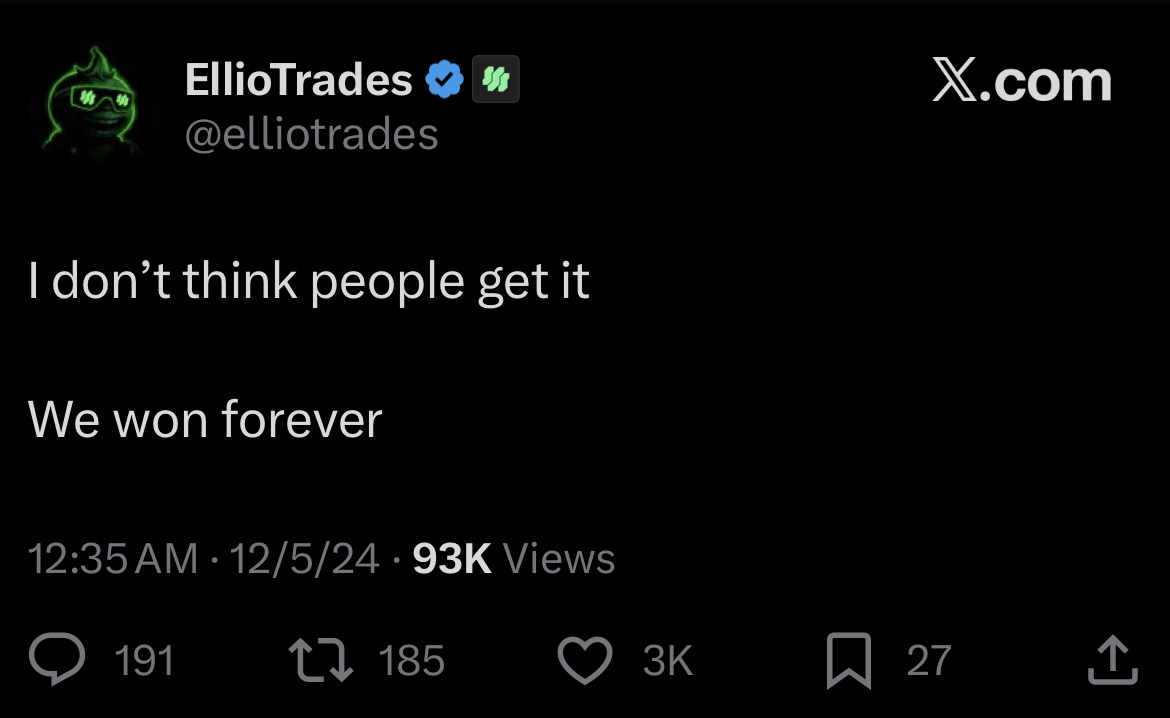 EllioTrades
X.com
@elliotrades
I don’t think people get it
We won forever
12:35 AM · 12/5/24 · 93K Views
191 185 3K 27